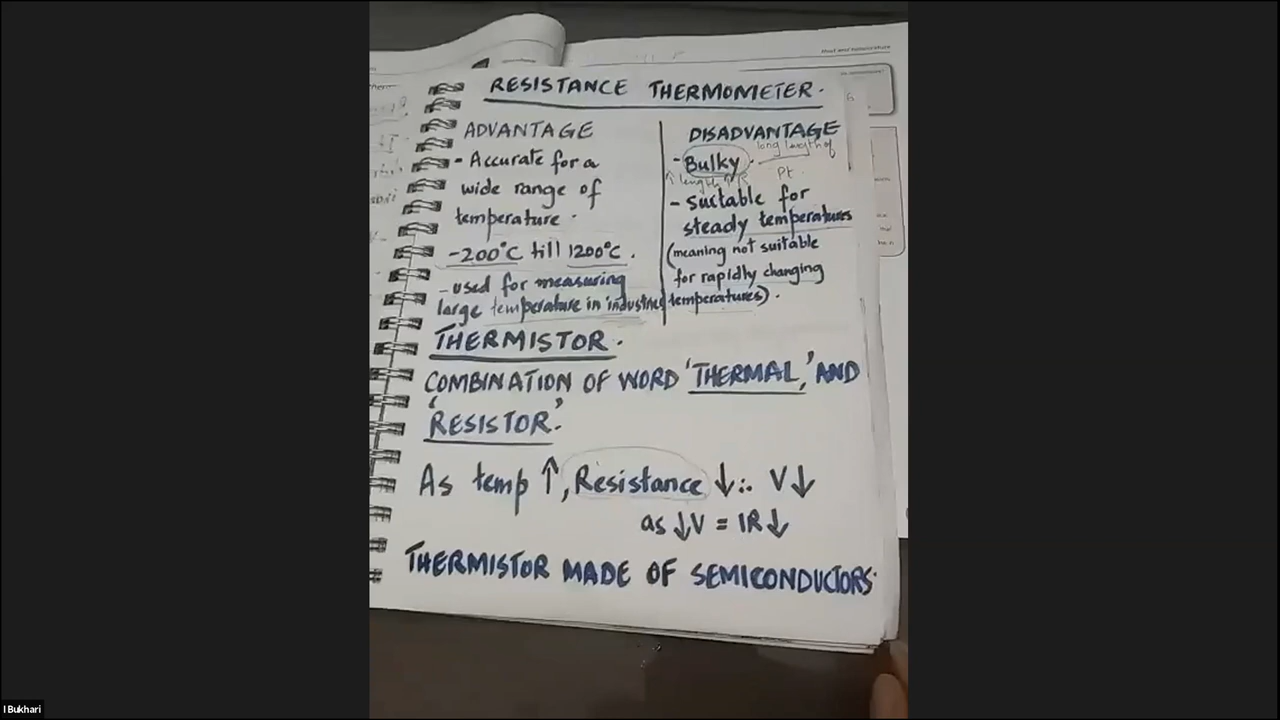 RESISTANCE THERMOMETER.
ADVANTAGE
- Accurate for a
wide range of
temperature.
-200°C till 1200°C.
- used for measuring
large temperature in industries
DISADVANTAGE
- Bulky. long length of
Pt.
↑ length ↑ R
- suitable for
steady temperatures
(meaning not suitable
for rapidly changing
temperatures).
THERMISTOR.
COMBINATION OF WORD 'THERMAL,' AND
'RESISTOR.'
As temp ↑, Resistance ↓ ∴ V↓
as ↓V = IR↓
THERMISTOR MADE OF SEMICONDUCTORS.
I Bukhari